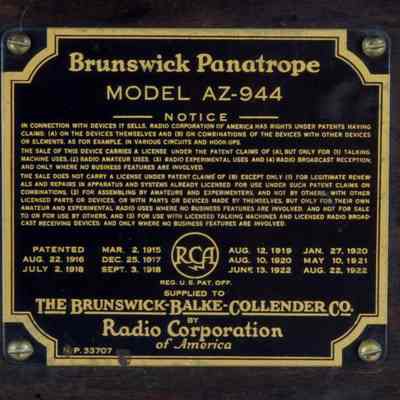 Brunswick Panatrope
MODEL AZ-944
NOTICE
IN CONNECTION WITH DEVICES IT SELLS, RADIO CORPORATION OF AMERICA HAS RIGHTS UNDER PATENTS HAVING
CLAIMS (A) ON THE DEVICES THEMSELVES AND (B) ON COMBINATIONS OF THE DEVICES WITH OTHER DEVICES
OR ELEMENTS, AS FOR EXAMPLE, IN VARIOUS CIRCUITS AND HOOK-UPS.
THE SALE OF THIS DEVICE CARRIES A LICENSE UNDER THE PATENT CLAIMS OF (A), BUT ONLY FOR (1) TALKING
MACHINE USES, (2) RADIO AMATEUR USES, (3) RADIO EXPERIMENTAL USES AND (4) RADIO BROADCAST RECEPTION,
AND ONLY WHERE NO BUSINESS FEATURES ARE INVOLVED.
THE SALE DOES NOT CARRY A LICENSE UNDER PATENT CLAIMS OF (B) EXCEPT ONLY (1) FOR LEGITIMATE RENEW-
ALS AND REPAIRS IN APPARATUS AND SYSTEMS ALREADY LICENSED FOR USE UNDER SUCH PATENT CLAIMS ON
COMBINATIONS, (2) FOR ASSEMBLING BY AMATEURS AND EXPERIMENTERS, AND NOT BY OTHERS, WITH OTHER
LICENSED PARTS OR DEVICES, OR WITH PARTS OR DEVICES MADE BY THEMSELVES, BUT ONLY FOR THEIR OWN
AMATEUR AND EXPERIMENTAL RADIO USES WHERE NO BUSINESS FEATURES ARE INVOLVED, AND NOT FOR SALE
TO OR FOR USE BY OTHERS, AND (3) FOR USE WITH LICENSED TALKING MACHINES AND LICENSED RADIO BROAD-
CAST RECEIVING DEVICES; AND ONLY WHERE NO BUSINESS FEATURES ARE INVOLVED.
PATENTED MAR. 2, 1915 AUG. 12, 1919 JAN. 27, 1920
AUG. 22, 1916 DEC. 25, 1917 AUG. 10, 1920 MAY 10, 1921
JULY 2, 1918 SEPT. 3, 1918 JUNE 13, 1922 AUG. 22, 1922
RCA
REG. U.S. PAT. OFF.
SUPPLIED TO
THE BRUNSWICK-BALKE-COLLENDER CO.
BY
Radio Corporation
of America
P. 33707